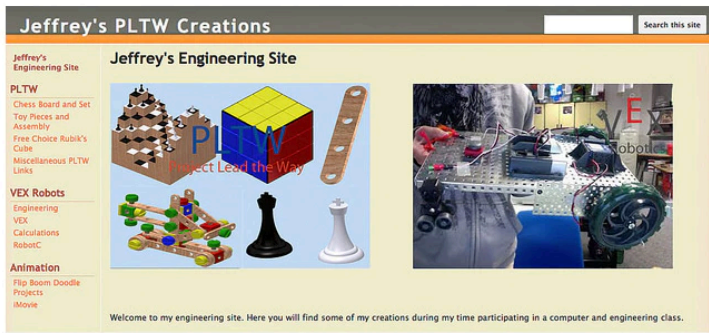 Jeffrey's PLTW Creations
Search this site
Jeffrey's
Engineering Site
PLTW
Chess Board and Set
Toy Pieces and
Assembly
Free Choice Rubik's
Cube
Miscellaneous PLTW
Links
VEX Robots
Engineering
VEX
Calculations
RobotC
Animation
Flip Boom Doodle
Projects
iMovie
Jeffrey's Engineering Site
PLTW
Project Lead the Way
VEX
Robotics
Welcome to my engineering site. Here you will find some of my creations during my time participating in a computer and engineering class.